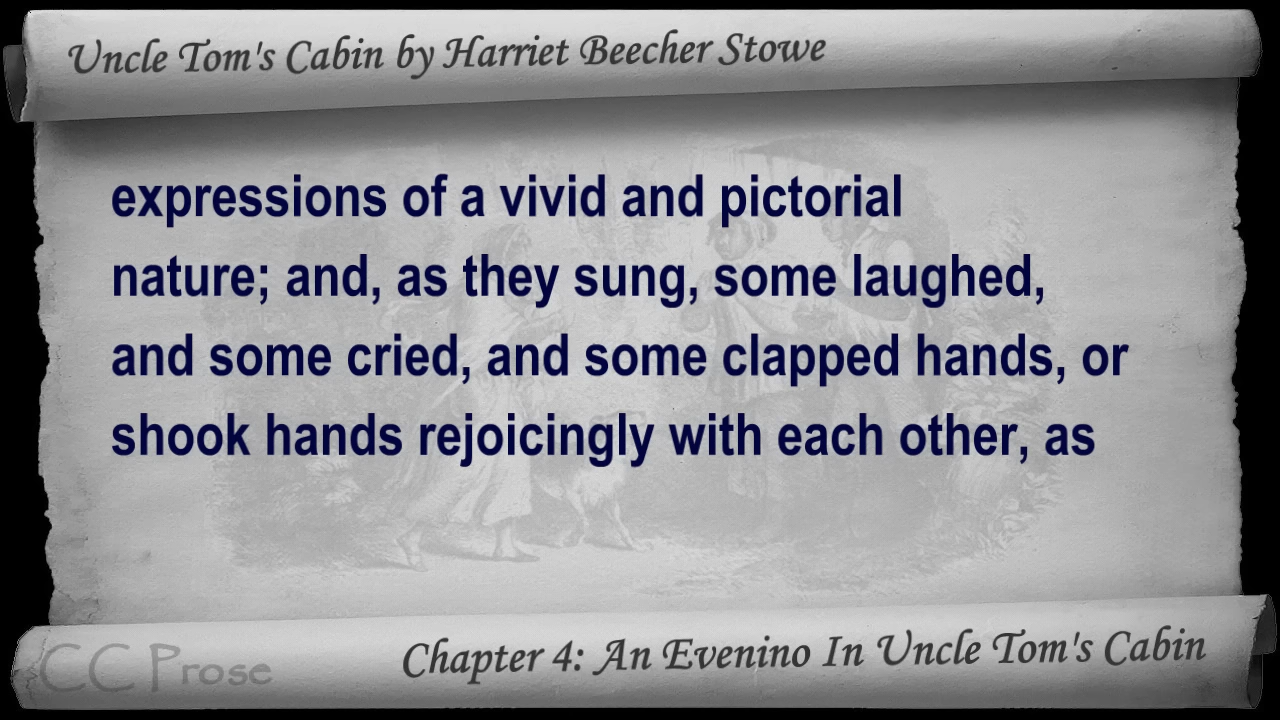 Uncle Tom's Cabin by Harriet Beecher Stowe
expressions of a vivid and pictorial
nature; and, as they sung, some laughed,
and some cried, and some clapped hands, or
shook hands rejoicingly with each other, as
CC Prose
Chapter 4: An Evenino In Uncle Tom's Cabin